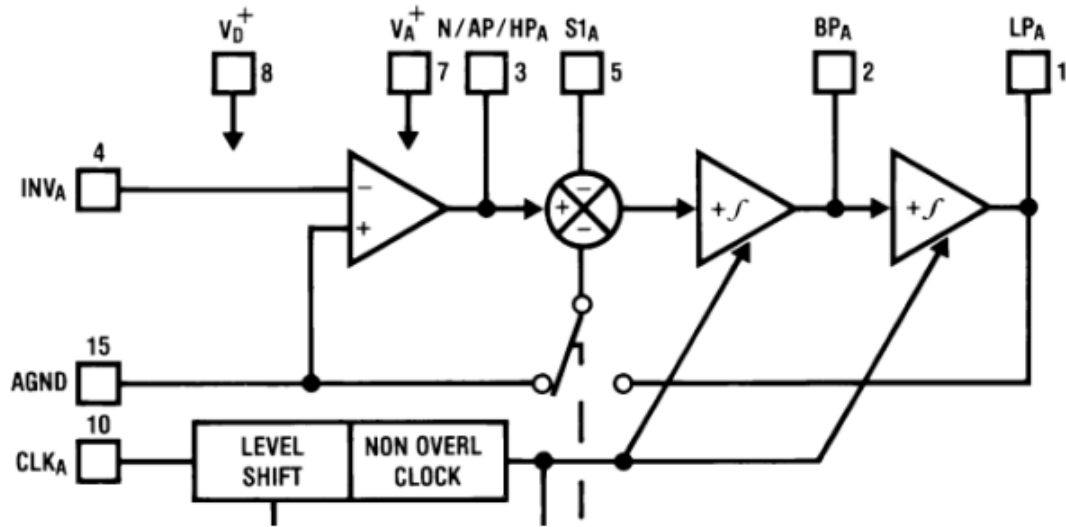 V_D^+ V_A^+ N/AP/HP_A S1_A BP_A LP_A
8 7 3 5 2 1
4
INV_A
−
+
+ − −
+∫
+∫
15
AGND
10
CLK_A
LEVEL SHIFT
NON OVERL CLOCK